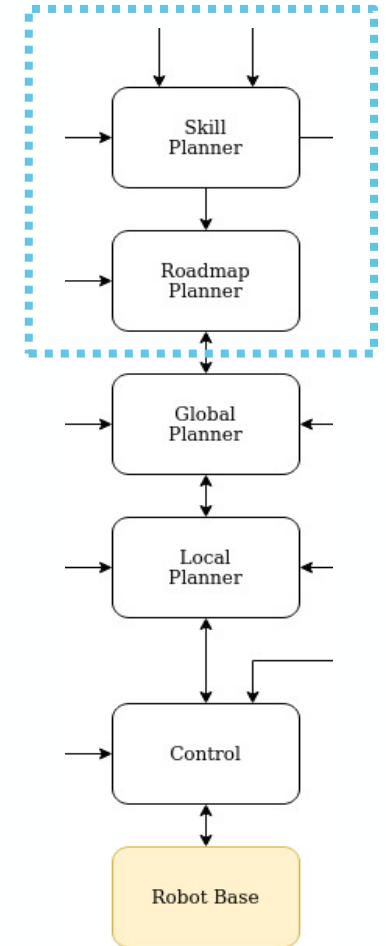 Skill
Planner
Roadmap
Planner
Global
Planner
Local
Planner
Control
Robot Base